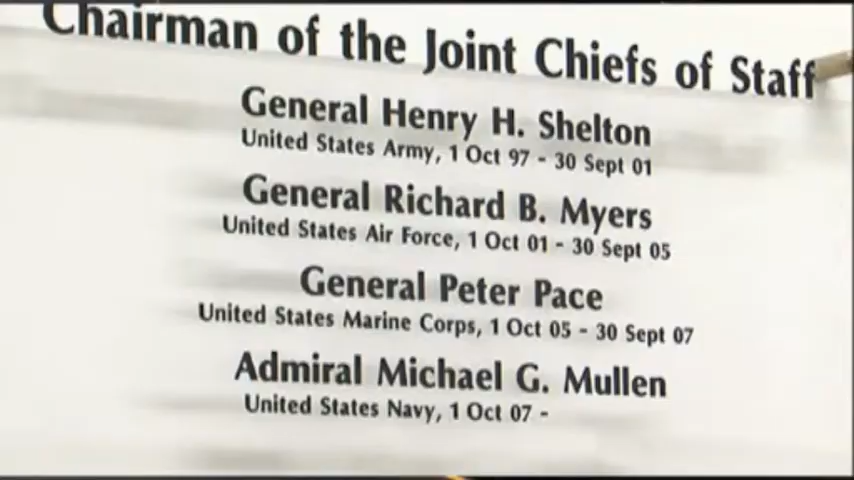 Chairman of the Joint Chiefs of Staff
General Henry H. Shelton
United States Army, 1 Oct 97 - 30 Sept 01
General Richard B. Myers
United States Air Force, 1 Oct 01 - 30 Sept 05
General Peter Pace
United States Marine Corps, 1 Oct 05 - 30 Sept 07
Admiral Michael G. Mullen
United States Navy, 1 Oct 07 -